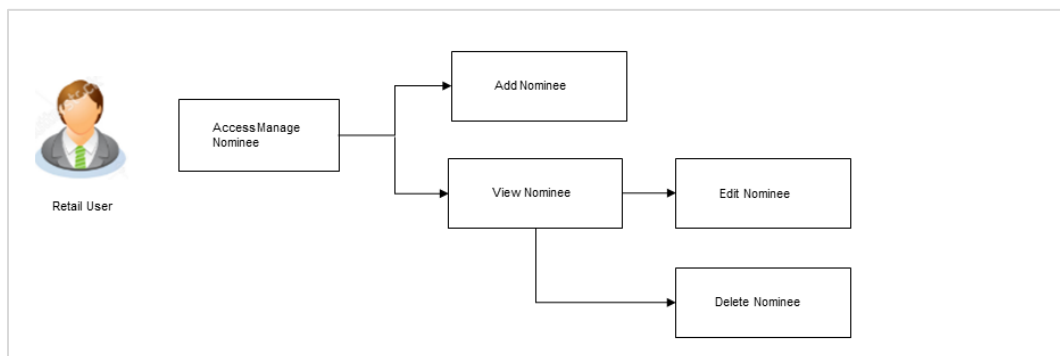 Add Nominee
Access Manage
Nominee
View Nominee
Edit Nominee
Retail User
Delete Nominee